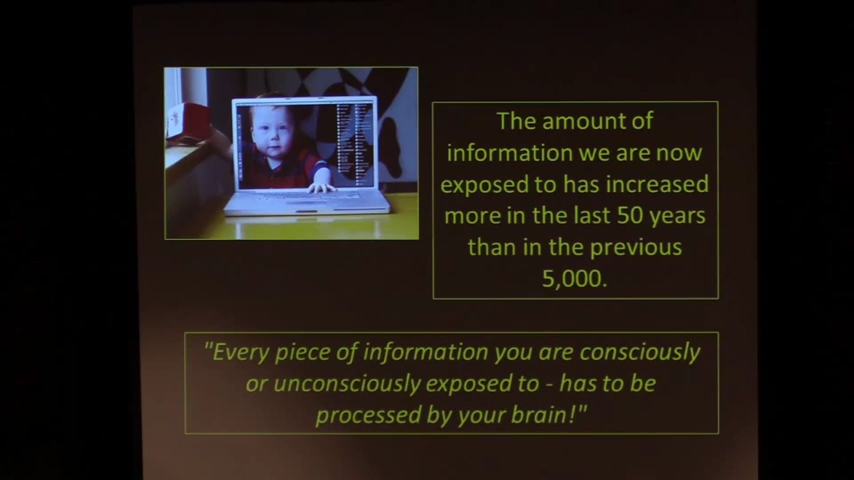 The amount of
information we are now
exposed to has increased
more in the last 50 years
than in the previous
5,000.
"Every piece of information you are consciously
or unconsciously exposed to - has to be
processed by your brain!"